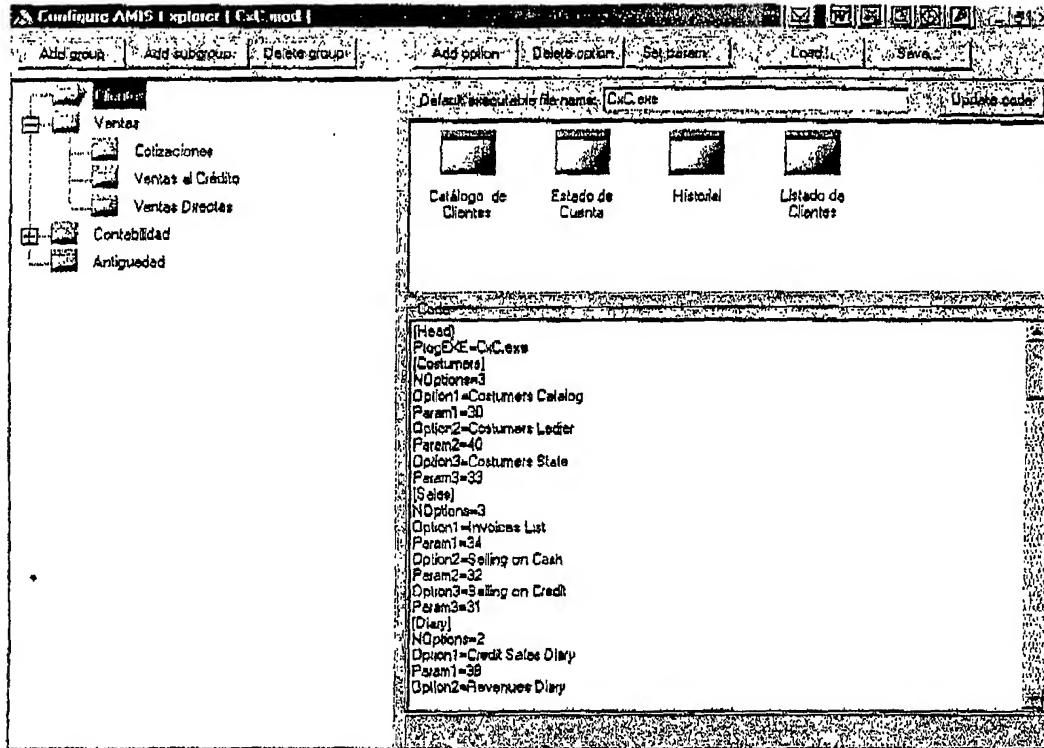 Configure AMIS Explorer [ CxC.mod ]
Add group Add subgroup Delete group Add option Delete option Set param Load Save...
Clientes
Ventas
Cotizaciones
Ventas al Crédito
Ventas Directas
Contabilidad
Antiguedad
Default executable file name: CxC.exe Update code
Catálogo de Clientes
Estado de Cuenta
Historial
Listado de Clientes
Code
[Head]
ProgEXE=CxC.exe
[Costumers]
NOptions=3
Option1=Costumers Catalog
Param1=30
Option2=Costumers Ledjer
Param2=40
Option3=Costumers State
Param3=33
[Sales]
NOptions=3
Option1=Invoices List
Param1=34
Option2=Selling on Cash
Param2=32
Option3=Selling on Credit
Param3=31
[Diary]
NOptions=2
Option1=Credit Sales Diary
Param1=38
Option2=Revenues Diary